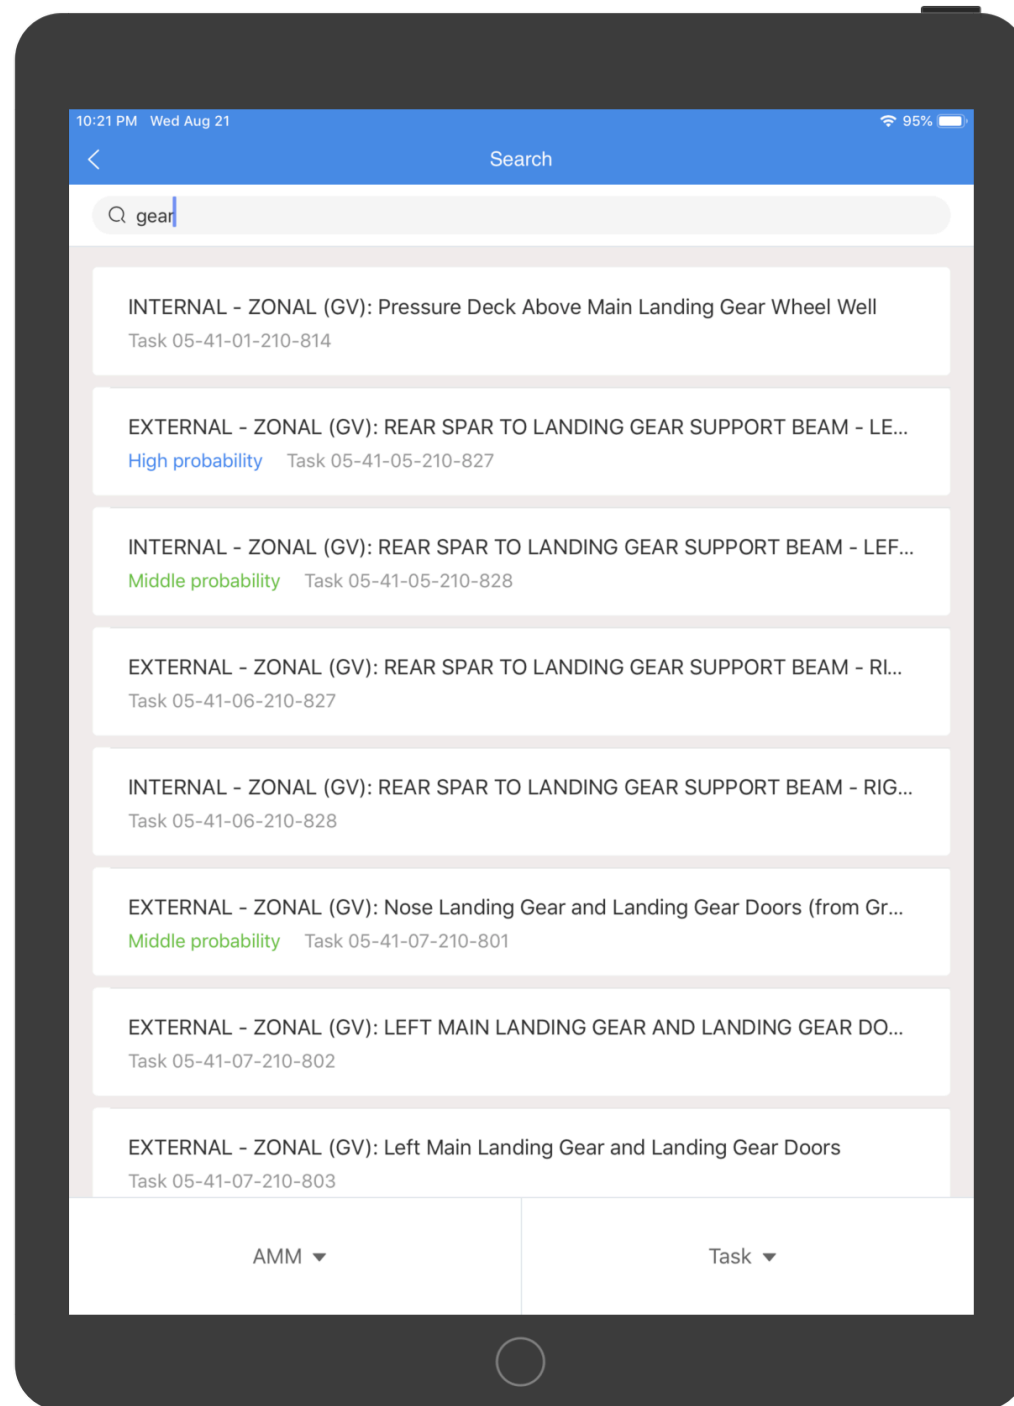 10:21 PM Wed Aug 21 95%
Search
gear
INTERNAL - ZONAL (GV): Pressure Deck Above Main Landing Gear Wheel Well
Task 05-41-01-210-814
EXTERNAL - ZONAL (GV): REAR SPAR TO LANDING GEAR SUPPORT BEAM - LE...
High probability Task 05-41-05-210-827
INTERNAL - ZONAL (GV): REAR SPAR TO LANDING GEAR SUPPORT BEAM - LEF...
Middle probability Task 05-41-05-210-828
EXTERNAL - ZONAL (GV): REAR SPAR TO LANDING GEAR SUPPORT BEAM - RI...
Task 05-41-06-210-827
INTERNAL - ZONAL (GV): REAR SPAR TO LANDING GEAR SUPPORT BEAM - RIG...
Task 05-41-06-210-828
EXTERNAL - ZONAL (GV): Nose Landing Gear and Landing Gear Doors (from Gr...
Middle probability Task 05-41-07-210-801
EXTERNAL - ZONAL (GV): LEFT MAIN LANDING GEAR AND LANDING GEAR DO...
Task 05-41-07-210-802
EXTERNAL - ZONAL (GV): Left Main Landing Gear and Landing Gear Doors
Task 05-41-07-210-803
AMM Task